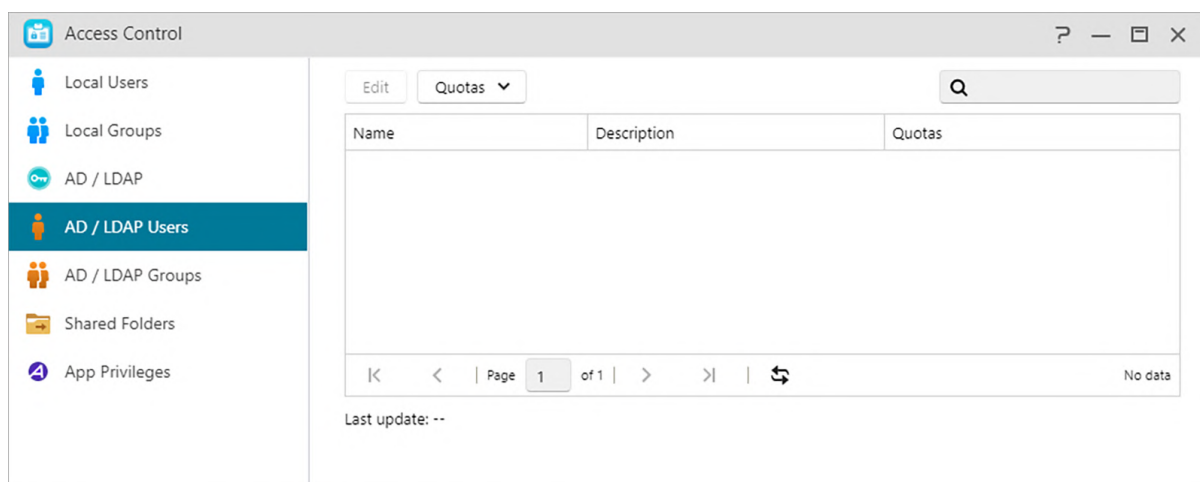 Access Control
Local Users
Local Groups
AD / LDAP
AD / LDAP Users
AD / LDAP Groups
Shared Folders
App Privileges
Edit Quotas
Name Description Quotas
Page 1 of 1 No data
Last update: --